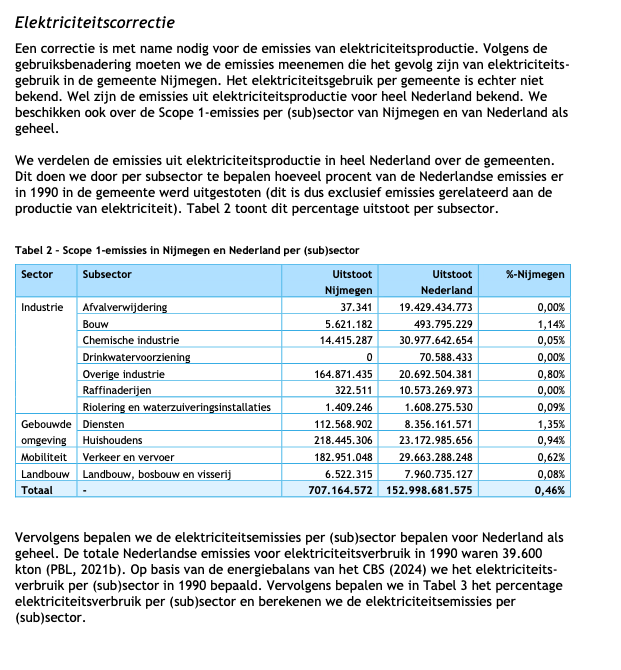 Elektriciteitscorrectie
Een correctie is met name nodig voor de emissies van elektriciteitsproductie. Volgens de
gebruiksbenadering moeten we de emissies meenemen die het gevolg zijn van elektriciteits-
gebruik in de gemeente Nijmegen. Het elektriciteitsgebruik per gemeente is echter niet
bekend. Wel zijn de emissies uit elektriciteitsproductie voor heel Nederland bekend. We
beschikken ook over de Scope 1-emissies per (sub)sector van Nijmegen en van Nederland als
geheel.
We verdelen de emissies uit elektriciteitsproductie in heel Nederland over de gemeenten.
Dit doen we door per subsector te bepalen hoeveel procent van de Nederlandse emissies er
in 1990 in de gemeente werd uitgestoten (dit is dus exclusief emissies gerelateerd aan de
productie van elektriciteit). Tabel 2 toont dit percentage uitstoot per subsector.
Tabel 2 - Scope 1-emissies in Nijmegen en Nederland per (sub)sector
Sector Subsector Uitstoot Uitstoot %-Nijmegen
Nijmegen Nederland
Industrie Afvalverwijdering 37.341 19.429.434.773 0,00%
Bouw 5.621.182 493.795.229 1,14%
Chemische industrie 14.415.287 30.977.642.654 0,05%
Drinkwatervoorziening 0 70.588.433 0,00%
Overige industrie 164.871.435 20.692.504.381 0,80%
Raffinaderijen 322.511 10.573.269.973 0,00%
Riolering en waterzuiveringsinstallaties 1.409.246 1.608.275.530 0,09%
Gebouwde Diensten 112.568.902 8.356.161.571 1,35%
omgeving Huishoudens 218.445.306 23.172.985.656 0,94%
Mobiliteit Verkeer en vervoer 182.951.048 29.663.288.248 0,62%
Landbouw Landbouw, bosbouw en visserij 6.522.315 7.960.735.127 0,08%
Totaal - 707.164.572 152.998.681.575 0,46%
Vervolgens bepalen we de elektriciteitsemissies per (sub)sector bepalen voor Nederland als
geheel. De totale Nederlandse emissies voor elektriciteitsverbruik in 1990 waren 39.600
kton (PBL, 2021b). Op basis van de energiebalans van het CBS (2024) we het elektriciteits-
verbruik per (sub)sector in 1990 bepaald. Vervolgens bepalen we in Tabel 3 het percentage
elektriciteitsverbruik per (sub)sector en berekenen we de elektriciteitsemissies per
(sub)sector.